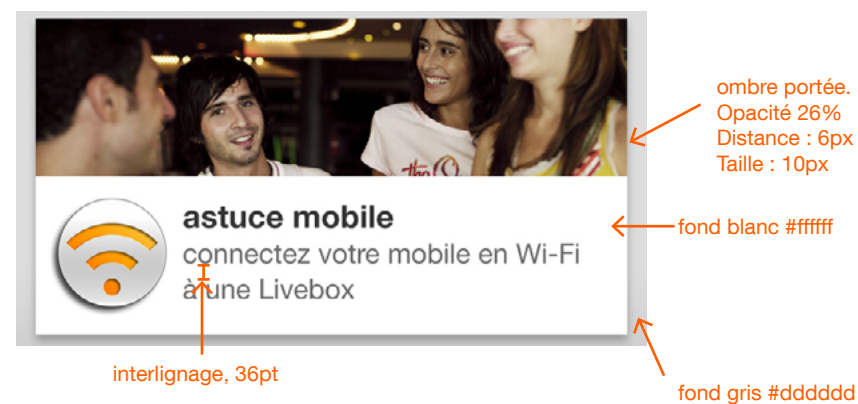 the
ombre portée.
Opacité 26%
Distance : 6px
Taille : 10px
astuce mobile
connectez votre mobile en Wi-Fi
à une Livebox
fond blanc #ffffff
interlignage, 36pt
fond gris #dddddd